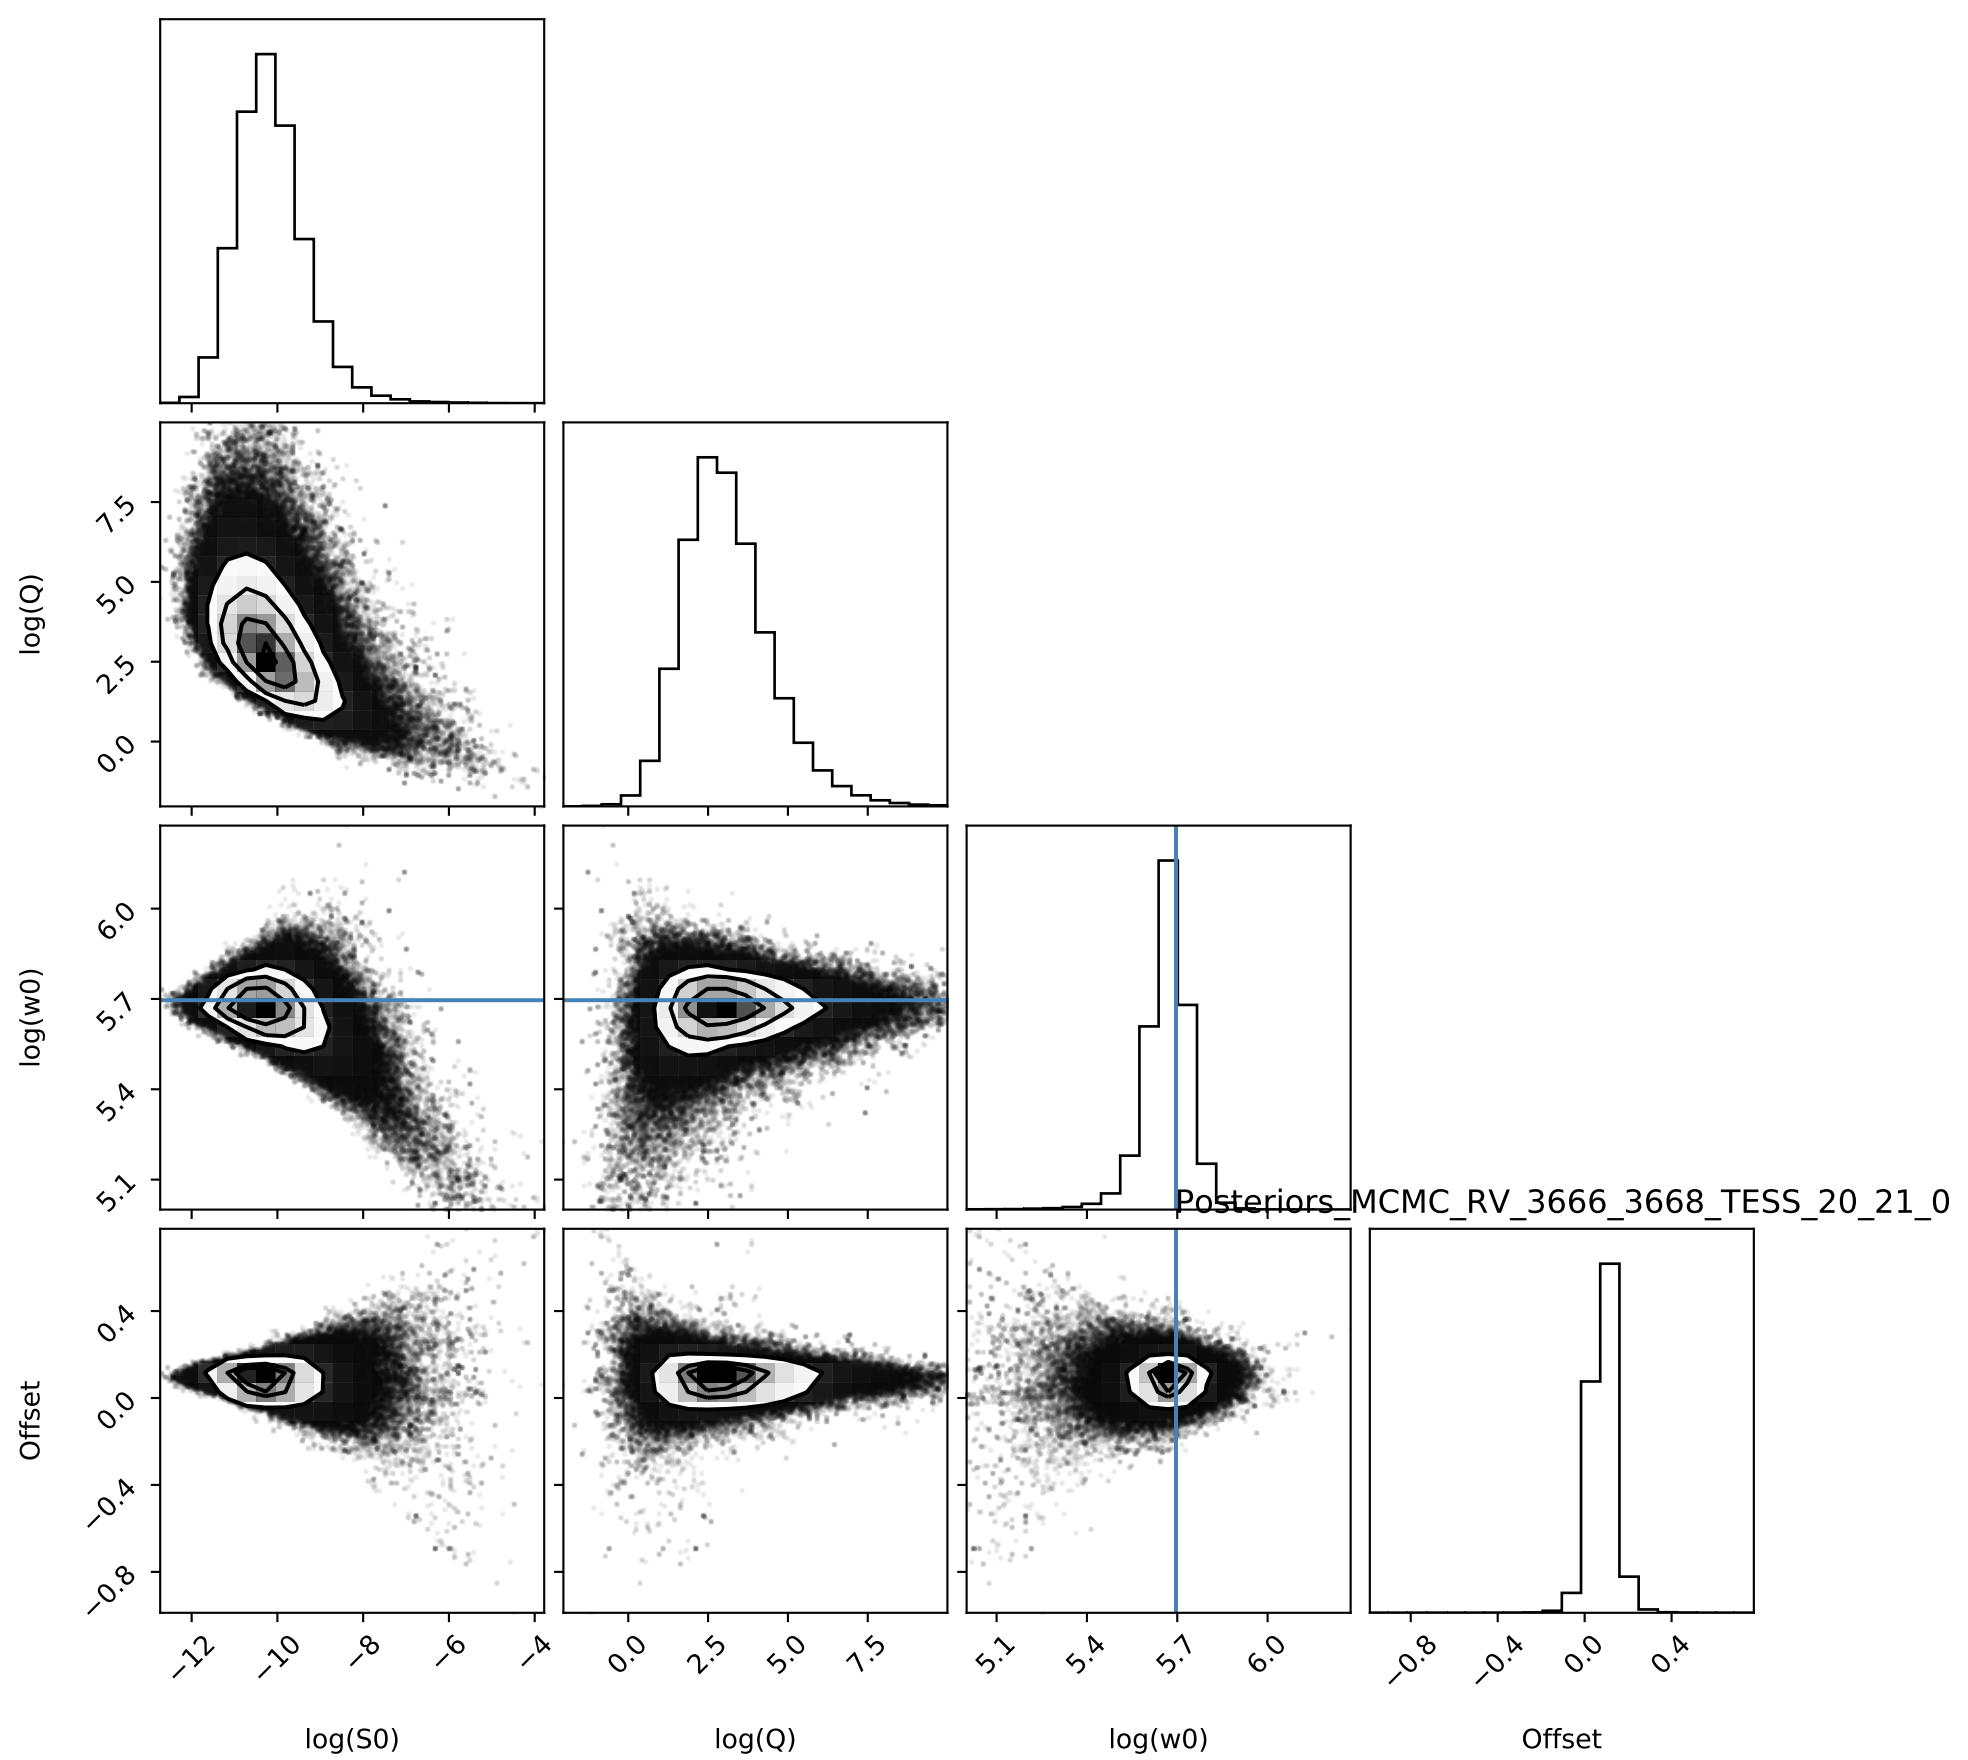 log(Q)
7.5
5.0
2.5
0.0
log(w0)
6.0
5.7
5.4
5.1
Posteriors_MCMC_RV_3666_3668_TESS_20_21_0
Offset
0.4
0.0
−0.4
−0.8
−12 −10 −8 −6 −4 0.0 2.5 5.0 7.5 5.1 5.4 5.7 6.0 −0.8 −0.4 0.0 0.4
log(S0) log(Q) log(w0) Offset